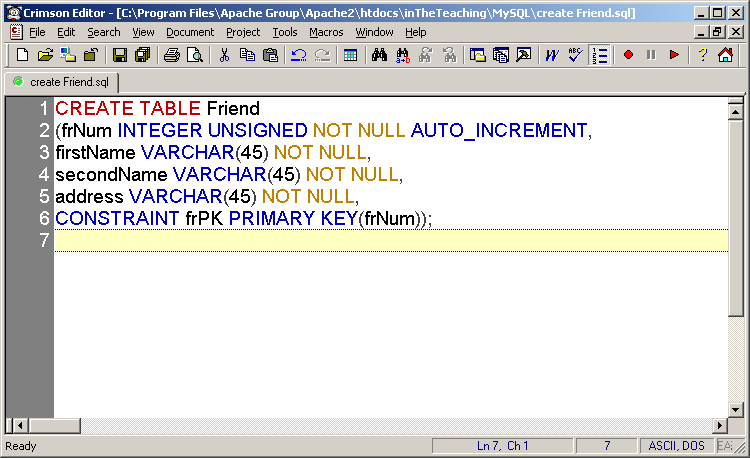 Crimson Editor - [C:\Program Files\Apache Group\Apache2\htdocs\inTheTeaching\MySQL\create Friend.sql]
File Edit Search View Document Project Tools Macros Window Help
create Friend.sql
1 CREATE TABLE Friend
2 (frNum INTEGER UNSIGNED NOT NULL AUTO_INCREMENT,
3 firstName VARCHAR(45) NOT NULL,
4 secondName VARCHAR(45) NOT NULL,
5 address VARCHAR(45) NOT NULL,
6 CONSTRAINT frPK PRIMARY KEY(frNum));
7
Ready Ln 7, Ch 1 7 ASCII, DOS